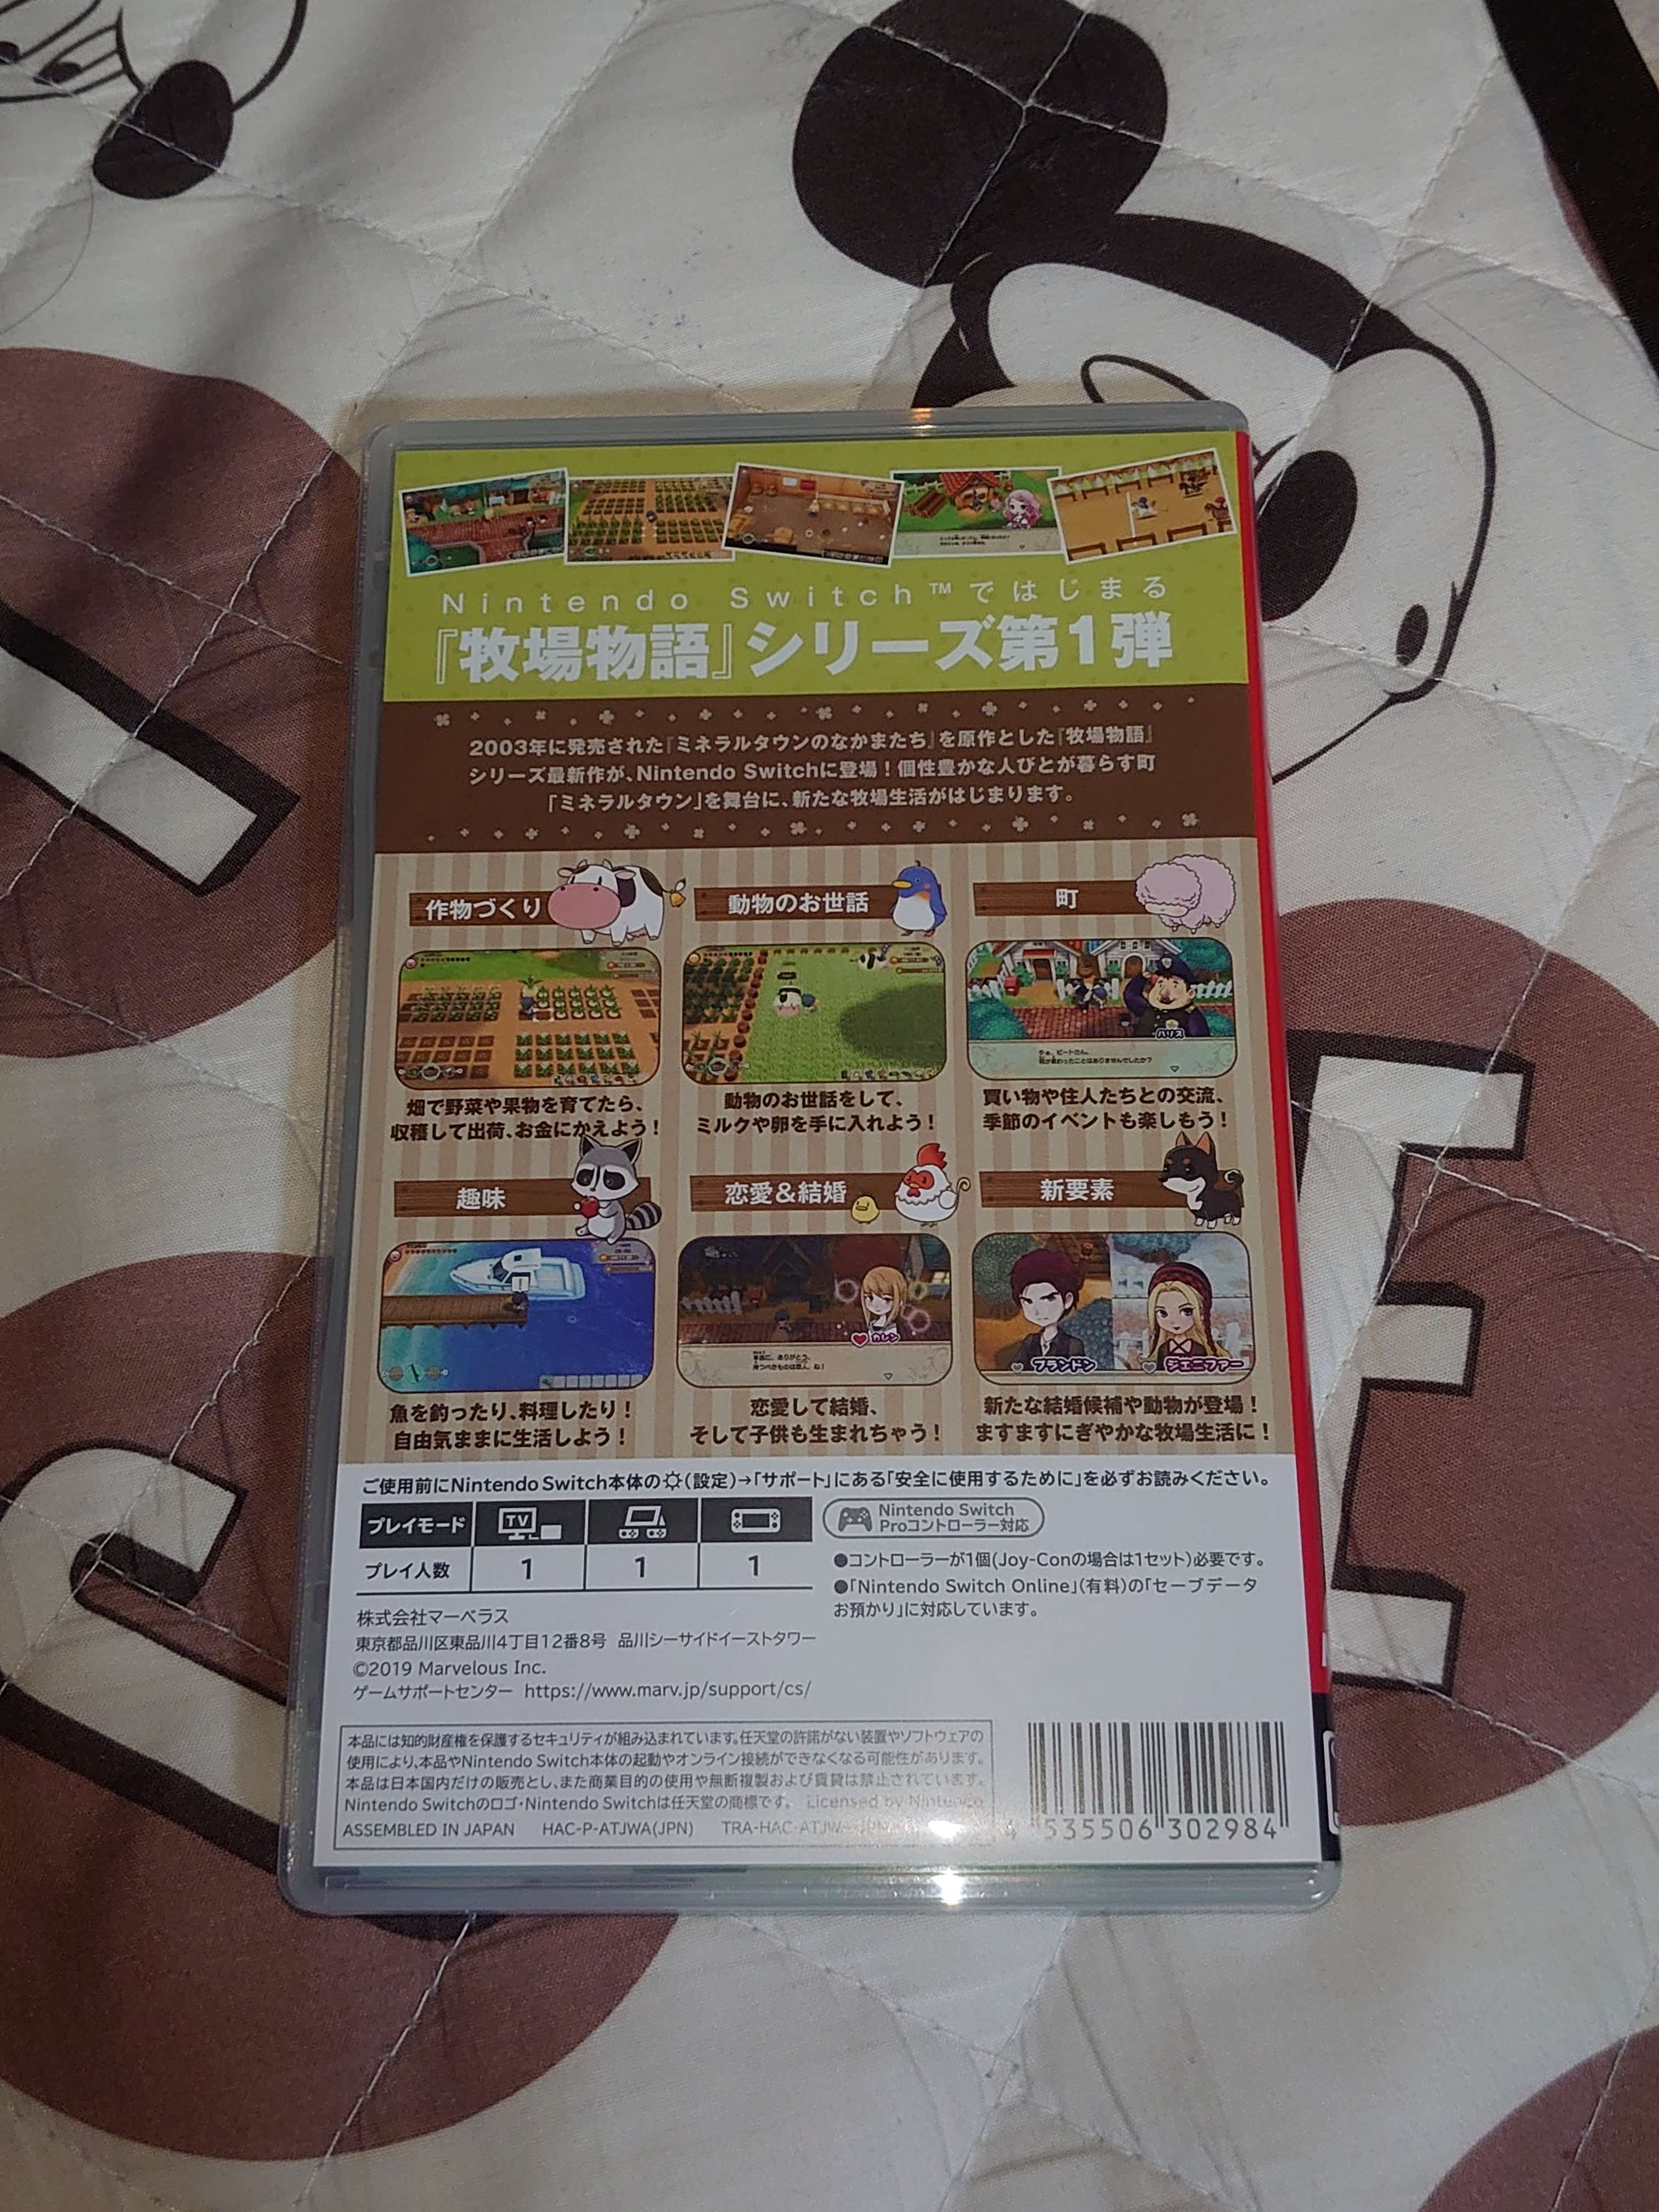 Nintendo Switch™ではじまる
『牧場物語』シリーズ第1弾
2003年に発売された『ミネラルタウンのなかまたち』を原作とした『牧場物語』
シリーズ最新作が、Nintendo Switchに登場！個性豊かな人びとが暮らす町
「ミネラルタウン」を舞台に、新たな牧場生活がはじまります。
作物づくり
動物のお世話
町
ハリス
畑で野菜や果物を育てたら、
収穫して出荷、お金にかえよう！
動物のお世話をして、
ミルクや卵を手に入れよう！
買い物や住人たちとの交流、
季節のイベントも楽しもう！
趣味
恋愛＆結婚
新要素
カレン
ブランドン
ジェニファー
魚を釣ったり、料理したり！
自由気ままに生活しよう！
恋愛して結婚、
そして子供も生まれちゃう！
新たな結婚候補や動物が登場！
ますますにぎやかな牧場生活に！
ご使用前にNintendo Switch本体の(設定)→「サポート」にある「安全に使用するために」を必ずお読みください。
プレイモード TV
プレイ人数 1 1 1
Nintendo Switch
Proコントローラー対応
●コントローラーが1個(Joy-Conの場合は1セット)必要です。
●「Nintendo Switch Online」(有料)の「セーブデータ
お預かり」に対応しています。
株式会社マーベラス
東京都品川区東品川4丁目12番8号 品川シーサイドイーストタワー
©2019 Marvelous Inc.
ゲームサポートセンター https://www.marv.jp/support/cs/
本品には知的財産権を保護するセキュリティが組み込まれています。任天堂の許諾がない装置やソフトウェアの
使用により、本品やNintendo Switch本体の起動やオンライン接続ができなくなる可能性があります。
本品は日本国内だけの販売とし、また商業目的の使用や無断複製および賃貸は禁止されています。
Nintendo Switchのロゴ・Nintendo Switchは任天堂の商標です。 Licensed by Nintendo
ASSEMBLED IN JAPAN HAC-P-ATJWA(JPN) TRA-HAC-ATJWA
4 535506 302984